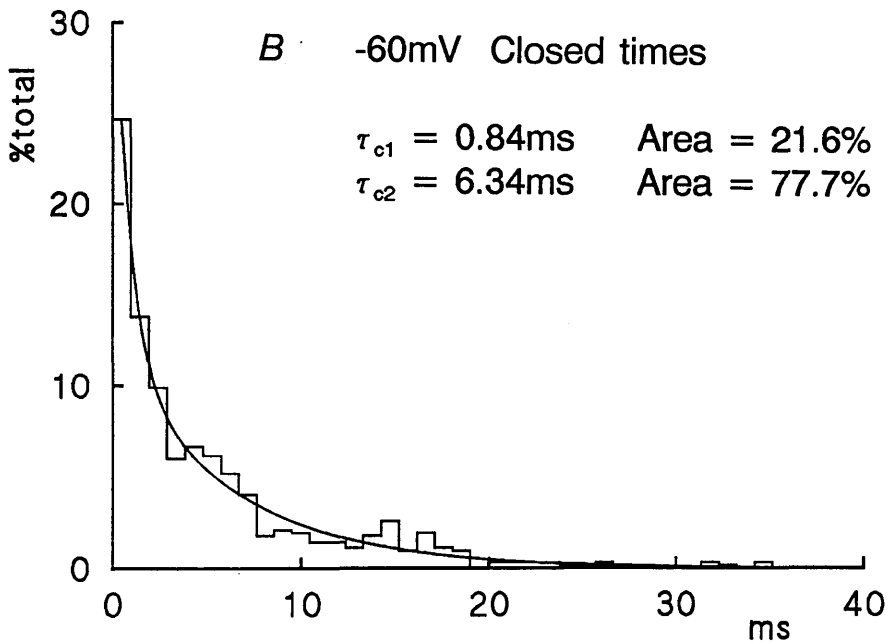 B -60mV Closed times
τc1 = 0.84ms Area = 21.6%
τc2 = 6.34ms Area = 77.7%
%total
30
20
10
0
0 10 20 30 40
ms